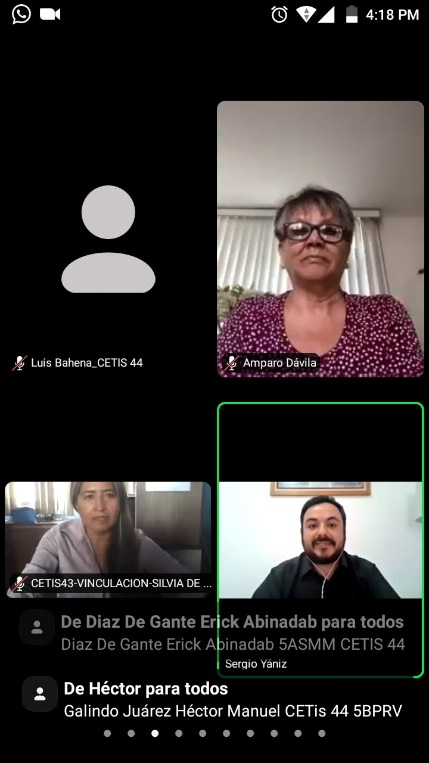 4:18 PM
Luis Bahena_CETIS 44
Amparo Dávila
CETIS43-VINCULACION-SILVIA DE ...
De Diaz De Gante Erick Abinadab para todos
Diaz De Gante Erick Abinadab 5ASMM CETIS 44
Sergio Yániz
De Héctor para todos
Galindo Juárez Héctor Manuel CETis 44 5BPRV